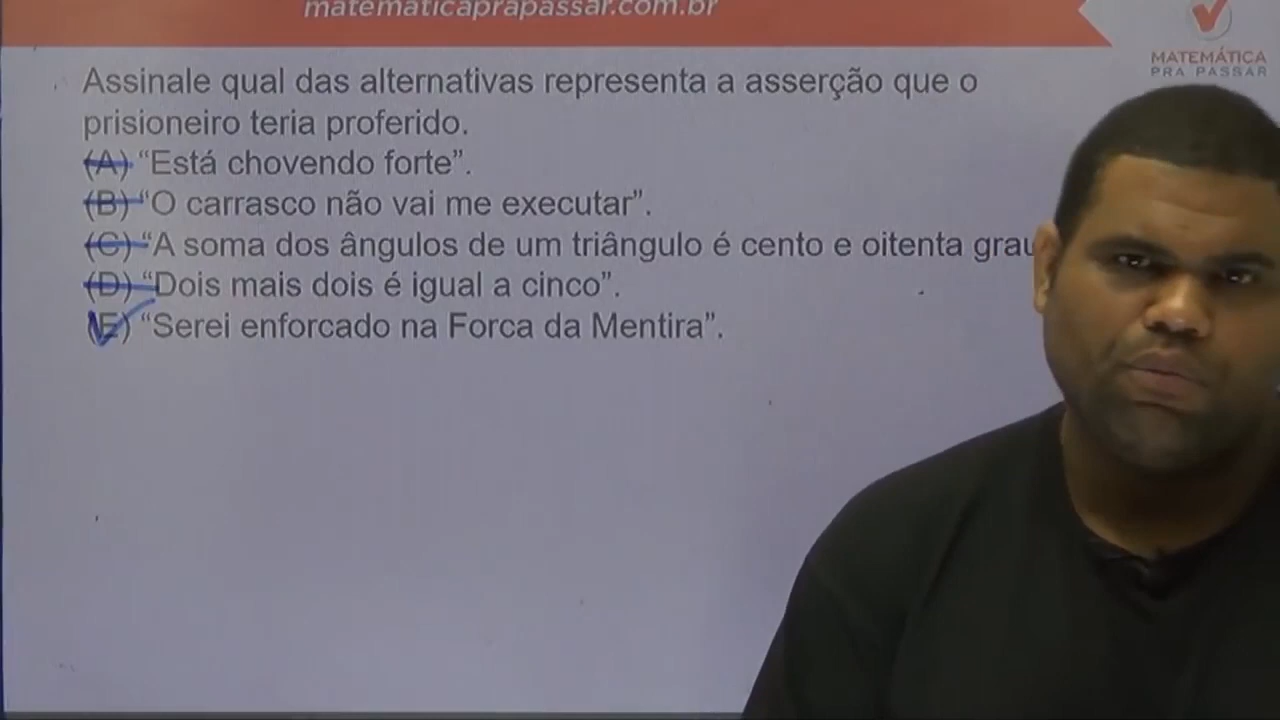 matematicaprapassar.com.br
MATEMÁTICA
PRA PASSAR
Assinale qual das alternativas representa a asserção que o
prisioneiro teria proferido.
(A) “Está chovendo forte”.
(B) “O carrasco não vai me executar”.
(C) “A soma dos ângulos de um triângulo é cento e oitenta grau
(D) “Dois mais dois é igual a cinco”.
(E) “Serei enforcado na Forca da Mentira”.